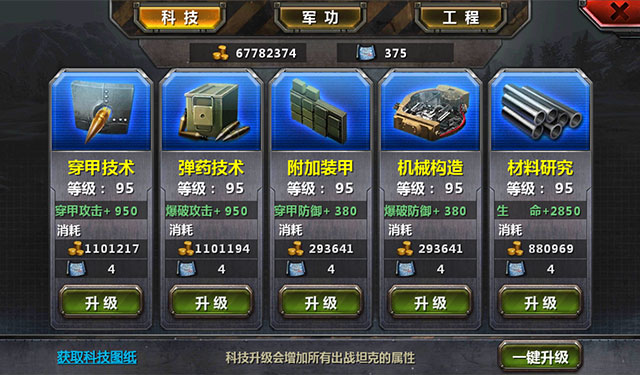 科技 军功 工程
67782374 375
穿甲技术 弹药技术 附加装甲 机械构造 材料研究
等级：95 等级：95 等级：95 等级：95 等级：95
穿甲攻击+ 950 爆破攻击+ 950 穿甲防御+ 380 爆破防御+ 380 生 命+2850
消耗 消耗 消耗 消耗 消耗
1101217 1101194 293641 293641 880969
4 4 4 4 4
升级 升级 升级 升级 升级
获取科技图纸 科技升级会增加所有出战坦克的属性 一键升级